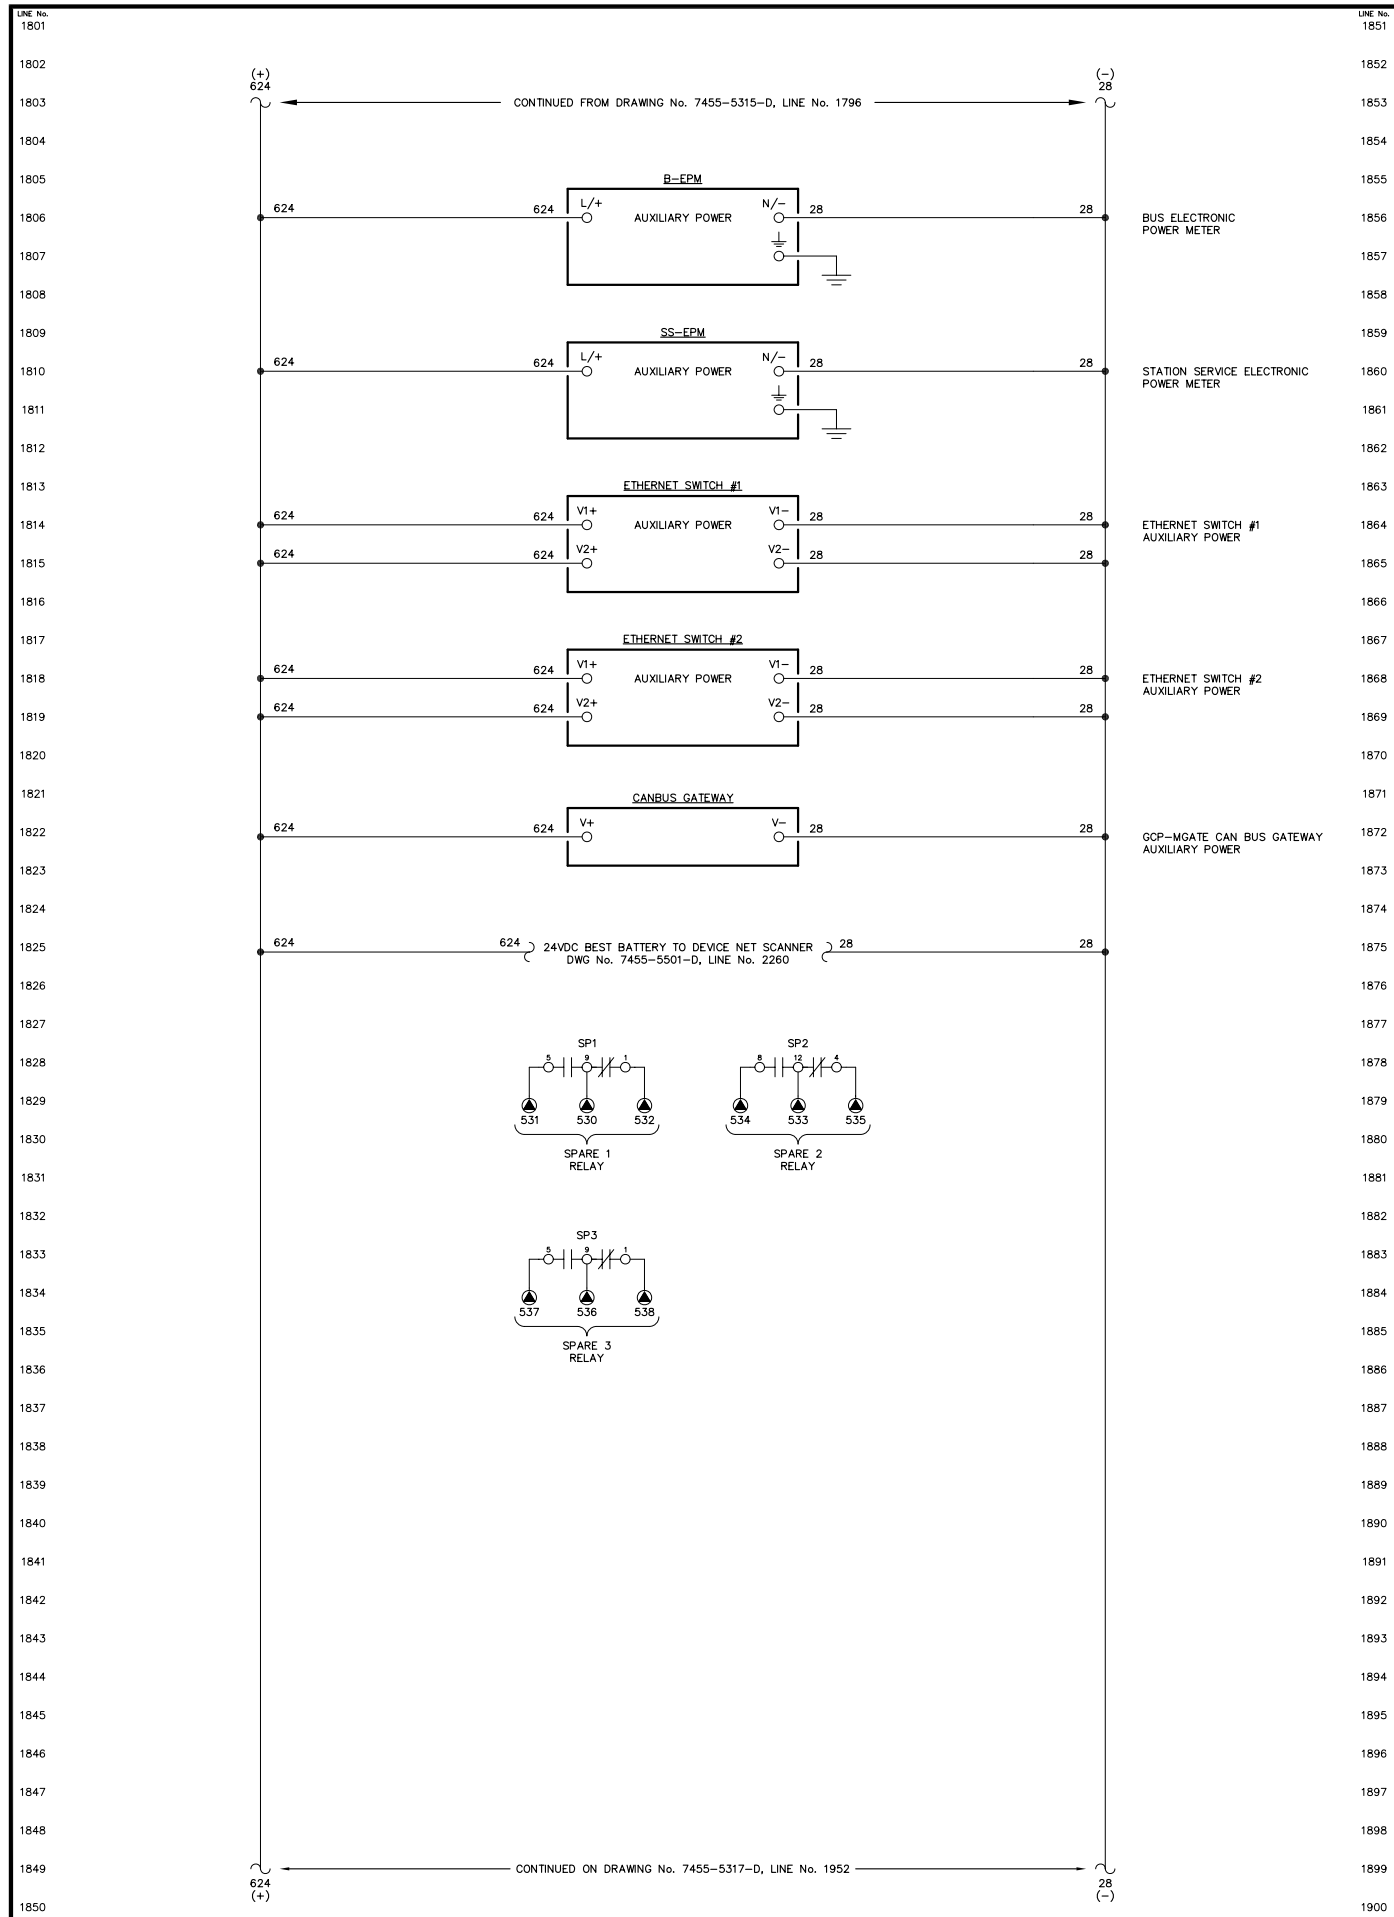 LINE No. LINE No.
1801 1851
1802 1852
(+) (-)
624 28
1803 CONTINUED FROM DRAWING No. 7455-5315-D, LINE No. 1796 1853
1804 1854
1805 B-EPM 1855
624 624 L/+ N/- 28 28
1806 AUXILIARY POWER BUS ELECTRONIC 1856
POWER METER
1807 1857
1808 1858
1809 SS-EPM 1859
624 624 L/+ N/- 28 28
1810 AUXILIARY POWER STATION SERVICE ELECTRONIC 1860
POWER METER
1811 1861
1812 1862
1813 ETHERNET SWITCH #1 1863
624 624 V1+ V1- 28 28
1814 AUXILIARY POWER ETHERNET SWITCH #1 1864
AUXILIARY POWER
624 624 V2+ V2- 28 28
1815 1865
1816 1866
1817 ETHERNET SWITCH #2 1867
624 624 V1+ V1- 28 28
1818 AUXILIARY POWER ETHERNET SWITCH #2 1868
AUXILIARY POWER
624 624 V2+ V2- 28 28
1819 1869
1820 1870
1821 CANBUS GATEWAY 1871
624 624 V+ V- 28 28
1822 GCP-MGATE CAN BUS GATEWAY 1872
AUXILIARY POWER
1823 1873
1824 1874
1825 624 624 24VDC BEST BATTERY TO DEVICE NET SCANNER 28 28 1875
DWG No. 7455-5501-D, LINE No. 2260
1826 1876
1827 1877
SP1 SP2
1828 5 9 1 8 12 4 1878
1829 1879
531 530 532 534 533 535
1830 1880
SPARE 1 SPARE 2
RELAY RELAY
1831 1881
1832 1882
SP3
1833 5 9 1 1883
1834 1884
537 536 538
1835 1885
SPARE 3
RELAY
1836 1886
1837 1887
1838 1888
1839 1889
1840 1890
1841 1891
1842 1892
1843 1893
1844 1894
1845 1895
1846 1896
1847 1897
1848 1898
1849 CONTINUED ON DRAWING No. 7455-5317-D, LINE No. 1952 1899
624 28
(+) (-)
1850 1900